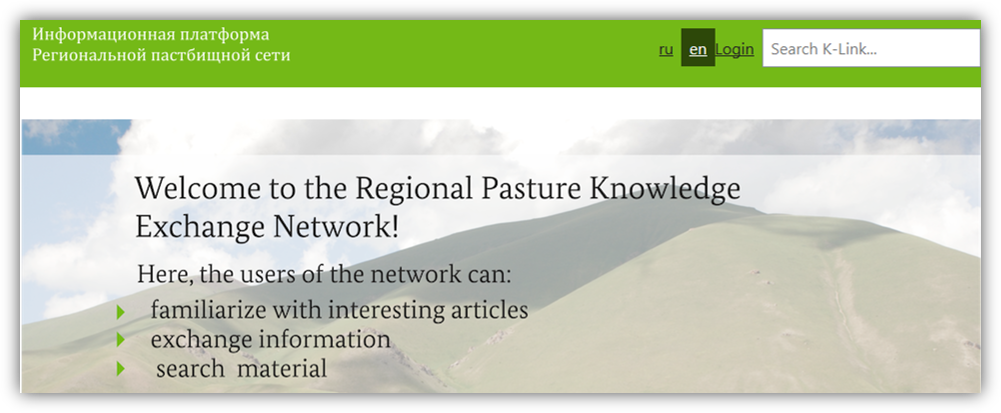 Информационная платформа
Региональной пастбищной сети
ru en Login Search K-Link...
Welcome to the Regional Pasture Knowledge
Exchange Network!
Here, the users of the network can:
familiarize with interesting articles
exchange information
search material